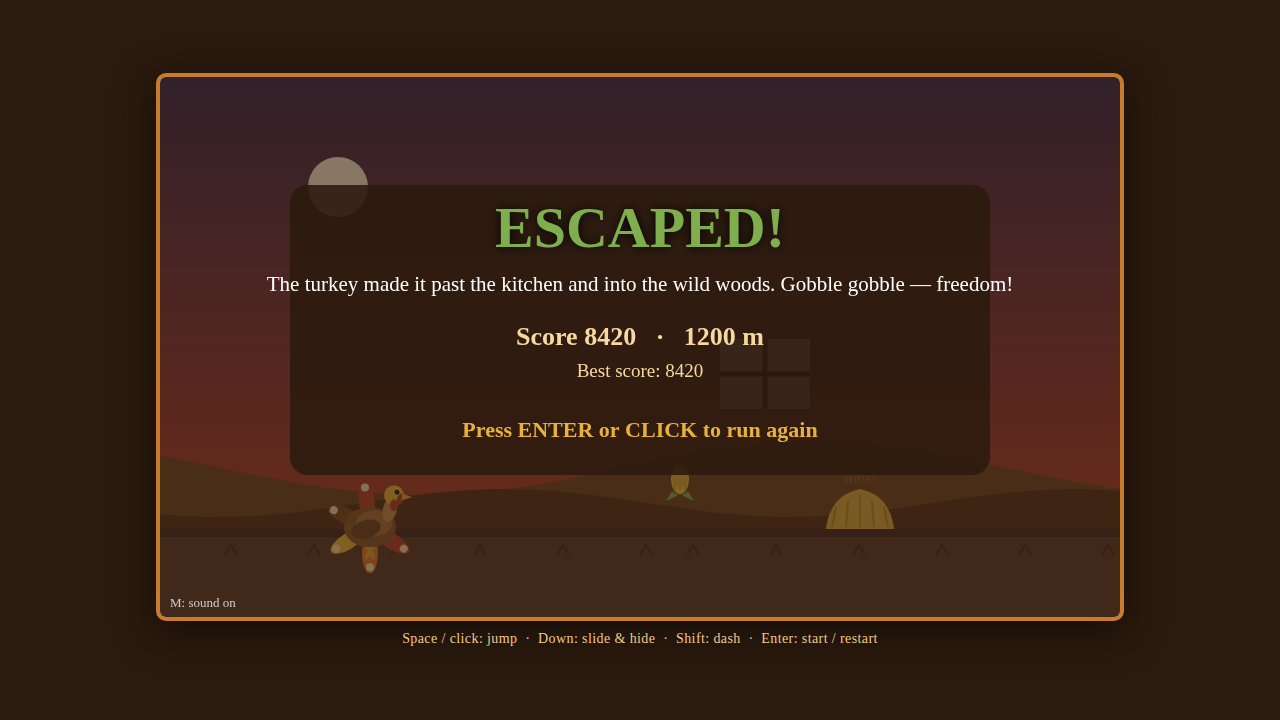 ESCAPED!
The turkey made it past the kitchen and into the wild woods. Gobble gobble — freedom!
Score 8420 · 1200 m
Best score: 8420
Press ENTER or CLICK to run again
HIDE!
M: sound on
Space / click: jump · Down: slide & hide · Shift: dash · Enter: start / restart